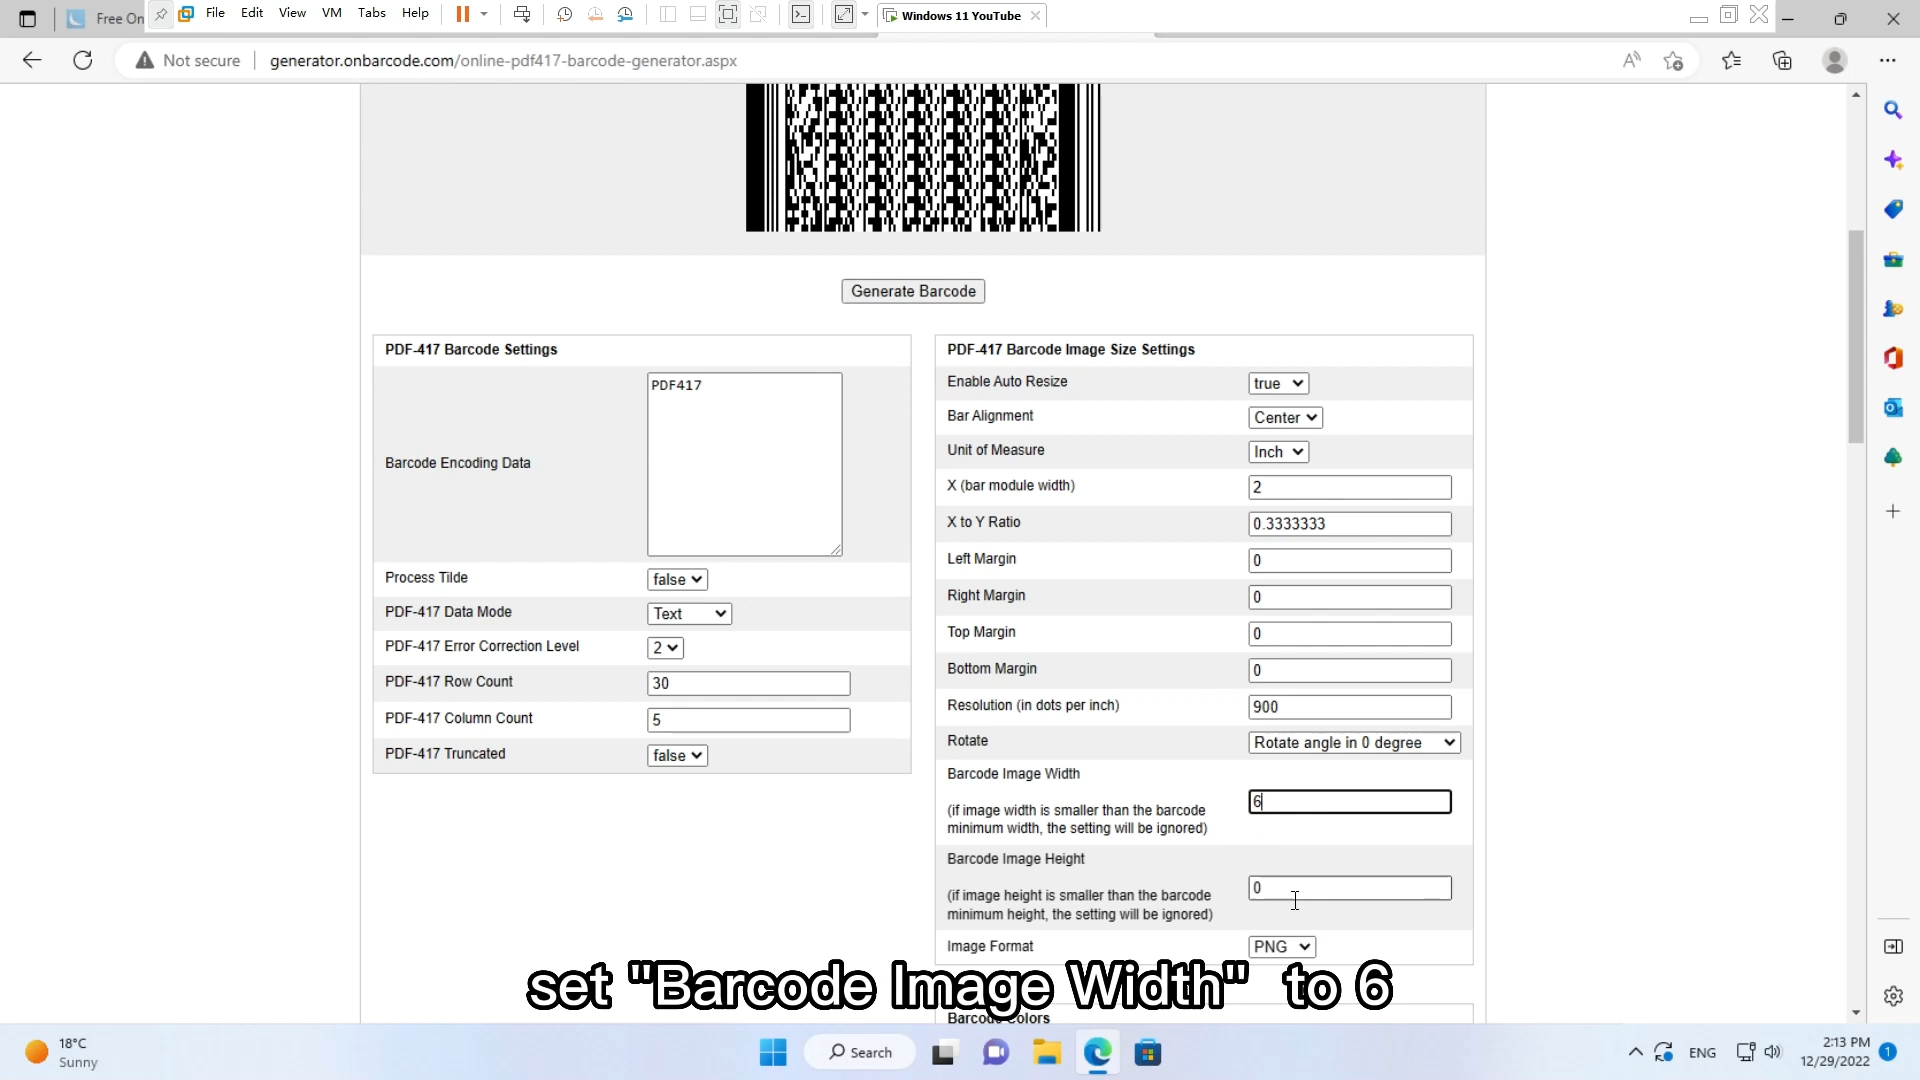 Free On
File Edit View VM Tabs Help
Windows 11 YouTube
Not secure
generator.onbarcode.com/online-pdf417-barcode-generator.aspx
Generate Barcode
PDF-417 Barcode Settings
Barcode Encoding Data
PDF417
Process Tilde
false
PDF-417 Data Mode
Text
PDF-417 Error Correction Level
2
PDF-417 Row Count
30
PDF-417 Column Count
5
PDF-417 Truncated
false
PDF-417 Barcode Image Size Settings
Enable Auto Resize
true
Bar Alignment
Center
Unit of Measure
Inch
X (bar module width)
2
X to Y Ratio
0.3333333
Left Margin
0
Right Margin
0
Top Margin
0
Bottom Margin
0
Resolution (in dots per inch)
900
Rotate
Rotate angle in 0 degree
Barcode Image Width
(if image width is smaller than the barcode
minimum width, the setting will be ignored)
6
Barcode Image Height
(if image height is smaller than the barcode
minimum height, the setting will be ignored)
0
Image Format
PNG
set "Barcode Image Width" to 6
Barcode Colors
18°C
Sunny
Search
ENG
2:13 PM
12/29/2022
1